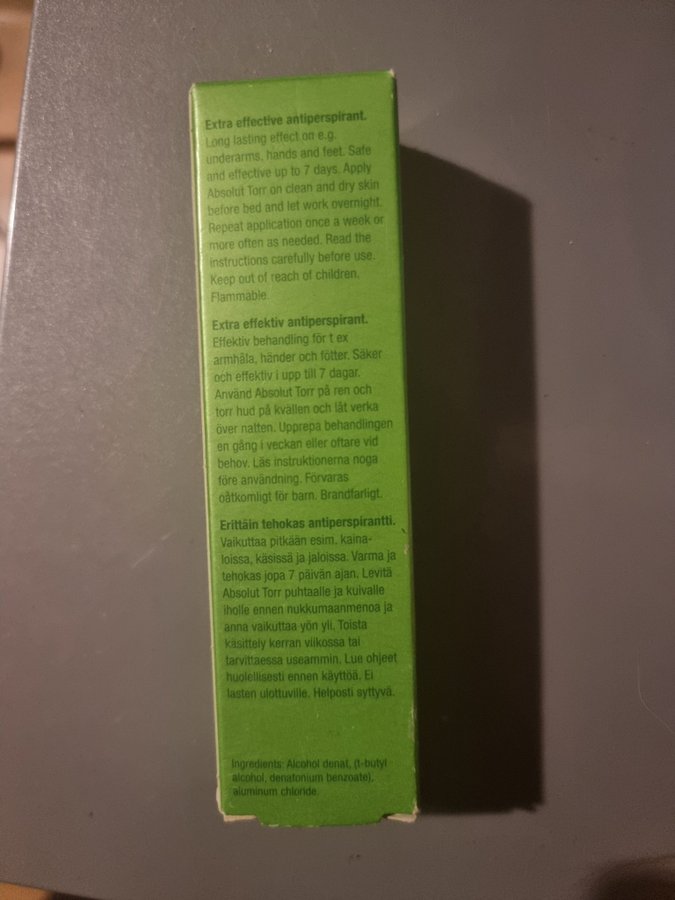 Extra effective antiperspirant.
Long lasting effect on e.g.
underarms, hands and feet. Safe
and effective up to 7 days. Apply
Absolut Torr on clean and dry skin
before bed and let work overnight.
Repeat application once a week or
more often as needed. Read the
instructions carefully before use.
Keep out of reach of children.
Flammable.
Extra effektiv antiperspirant.
Effektiv behandling för t ex
armhåla, händer och fötter. Säker
och effektiv i upp till 7 dagar.
Använd Absolut Torr på ren och
torr hud på kvällen och låt verka
över natten. Upprepa behandlingen
en gång i veckan eller oftare vid
behov. Läs instruktionerna noga
före användning. Förvaras
oåtkomligt för barn. Brandfarligt.
Erittäin tehokas antiperspirantti.
Vaikuttaa pitkään esim. kaina-
loissa, käsissä ja jaloissa. Varma ja
tehokas jopa 7 päivän ajan. Levitä
Absolut Torr puhtaalle ja kuivalle
iholle ennen nukkumaanmenoa ja
anna vaikuttaa yön yli. Toista
käsittely kerran viikossa tai
tarvittaessa useammin. Lue ohjeet
huolellisesti ennen käyttöä. Ei
lasten ulottuville. Helposti syttyvä.
Ingredients: Alcohol denat, (t-butyl
alcohol, denatonium benzoate),
aluminum chloride.